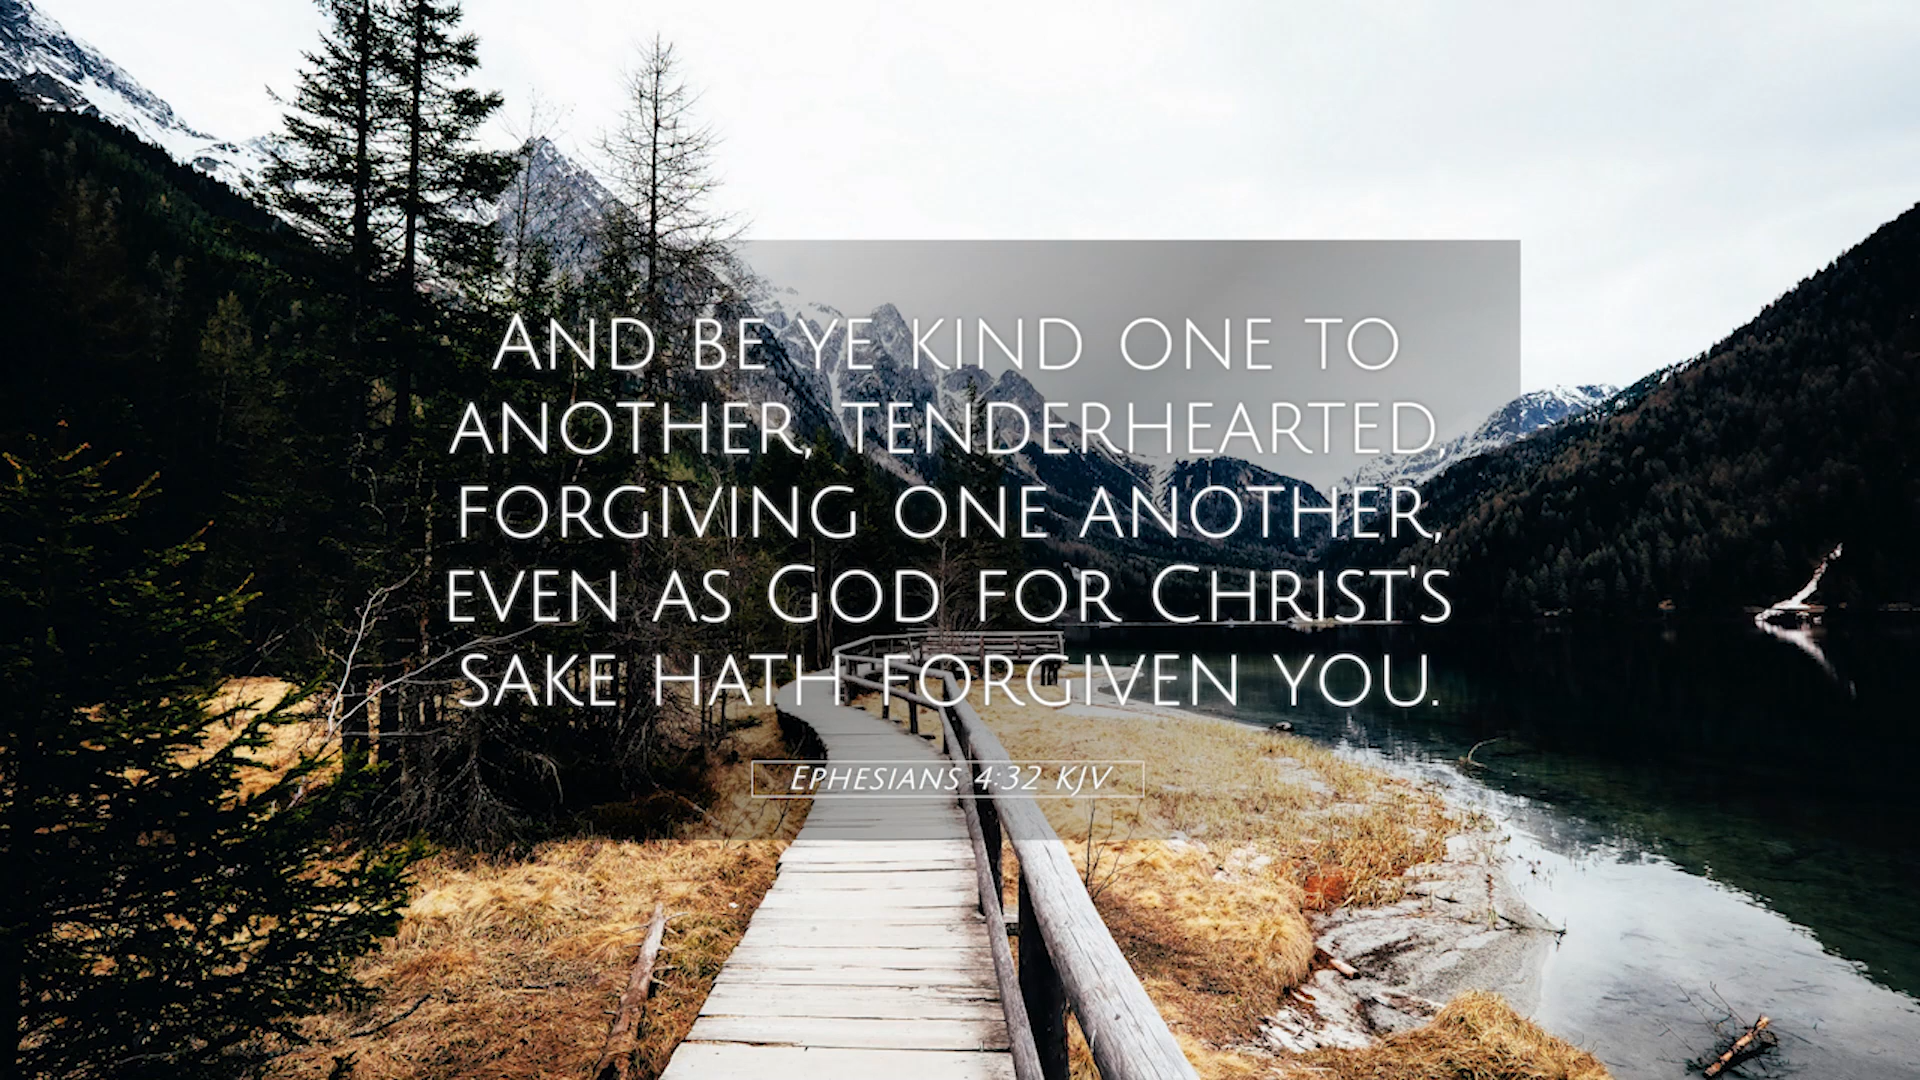 And be ye kind one to
another, tenderhearted,
forgiving one another,
even as God for Christ's
sake hath forgiven you.
Ephesians 4:32 KJV